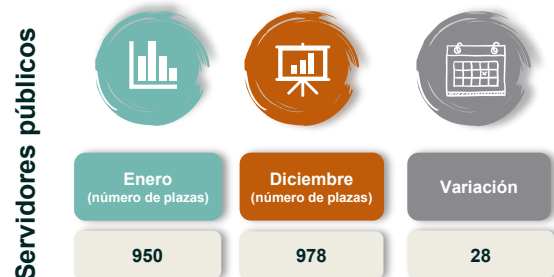 Servidores públicos
Enero
(número de plazas)
Diciembre
(número de plazas)
Variación
950
978
28